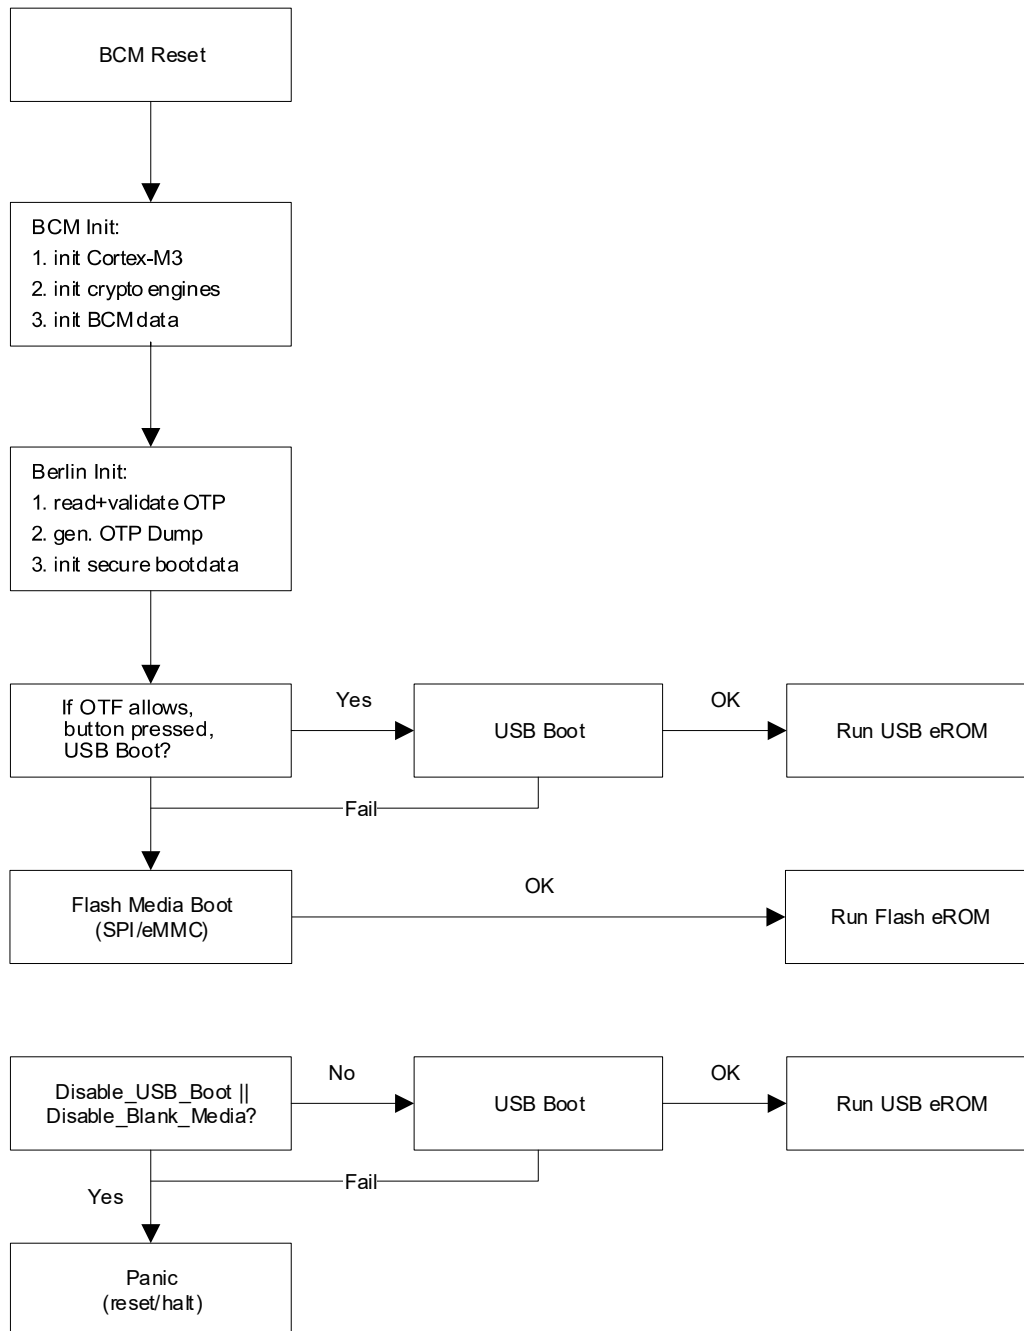 BCM Reset
BCM Init:
1. init Cortex-M3
2. init crypto engines
3. init BCM data
Berlin Init:
1. read+validate OTP
2. gen. OTP Dump
3. init secure bootdata
If OTF allows,
button pressed,
USB Boot?
Yes
USB Boot
OK
Run USB eROM
Fail
Flash Media Boot
(SPI/eMMC)
OK
Run Flash eROM
Disable_USB_Boot ||
Disable_Blank_Media?
No
USB Boot
OK
Run USB eROM
Fail
Yes
Panic
(reset/halt)